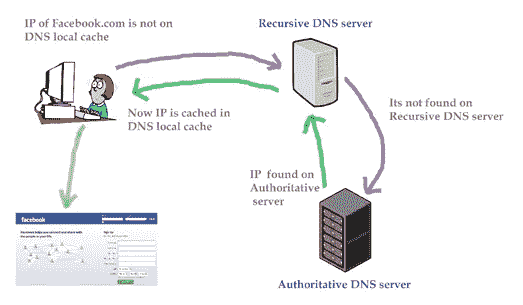 IP of Facebook.com is not on
DNS local cache
Recursive DNS server
Its not found on
Recursive DNS server
Now IP is cached in
DNS local cache
IP found on
Authoritative
server
facebook
Authoritative DNS server